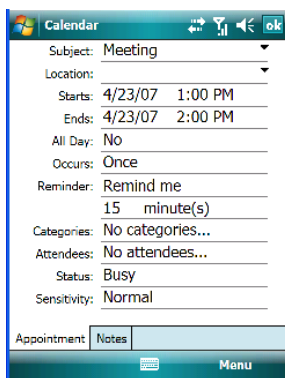 Calendar ok
Subject: Meeting
Location:
Starts: 4/23/07 1:00 PM
Ends: 4/23/07 2:00 PM
All Day: No
Occurs: Once
Reminder: Remind me
15 minute(s)
Categories: No categories...
Attendees: No attendees...
Status: Busy
Sensitivity: Normal
Appointment Notes
Menu